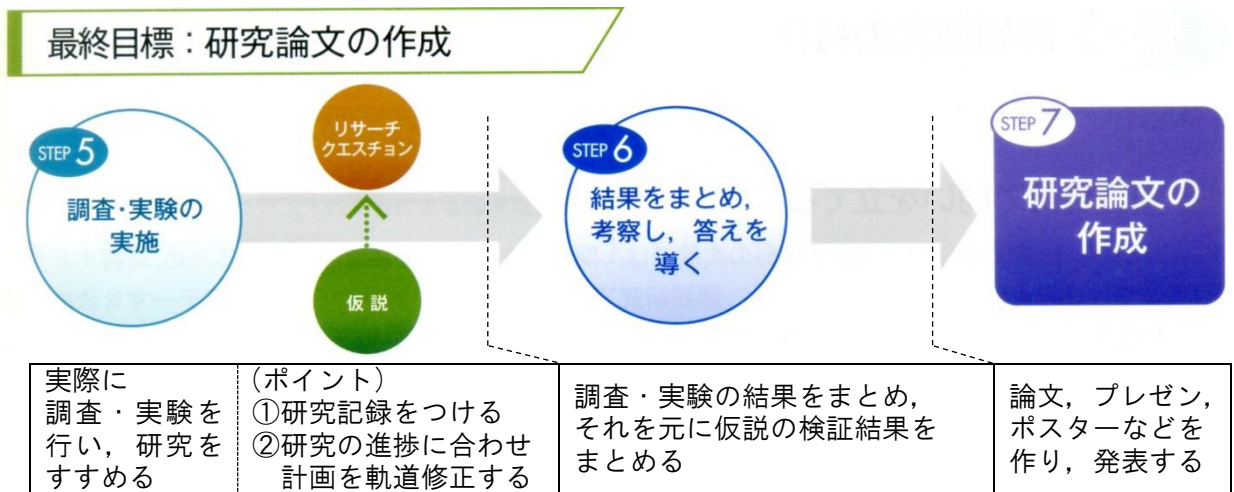 最終目標：研究論文の作成
STEP 5
調査・実験の
実施
リサーチ
クエスチョン
仮説
STEP 6
結果をまとめ，
考察し，答えを
導く
STEP 7
研究論文の
作成
実際に
調査・実験を
行い，研究を
すすめる
（ポイント）
①研究記録をつける
②研究の進捗に合わせ
計画を軌道修正する
調査・実験の結果をまとめ，
それを元に仮説の検証結果を
まとめる
論文，プレゼン，
ポスターなどを
作り，発表する